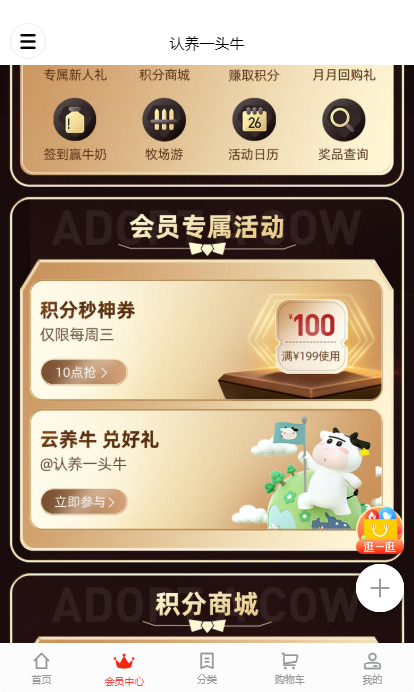 认养一头牛
专属新人礼 积分商城 赚取积分 月月回购礼
26
签到赢牛奶 牧场游 活动日历 奖品查询
会员专属活动
积分秒神券
仅限每周三
10点抢 >
¥100
满¥199使用
云养牛 兑好礼
@认养一头牛
立即参与 >
逛一逛
积分商城
首页 会员中心 分类 购物车 我的